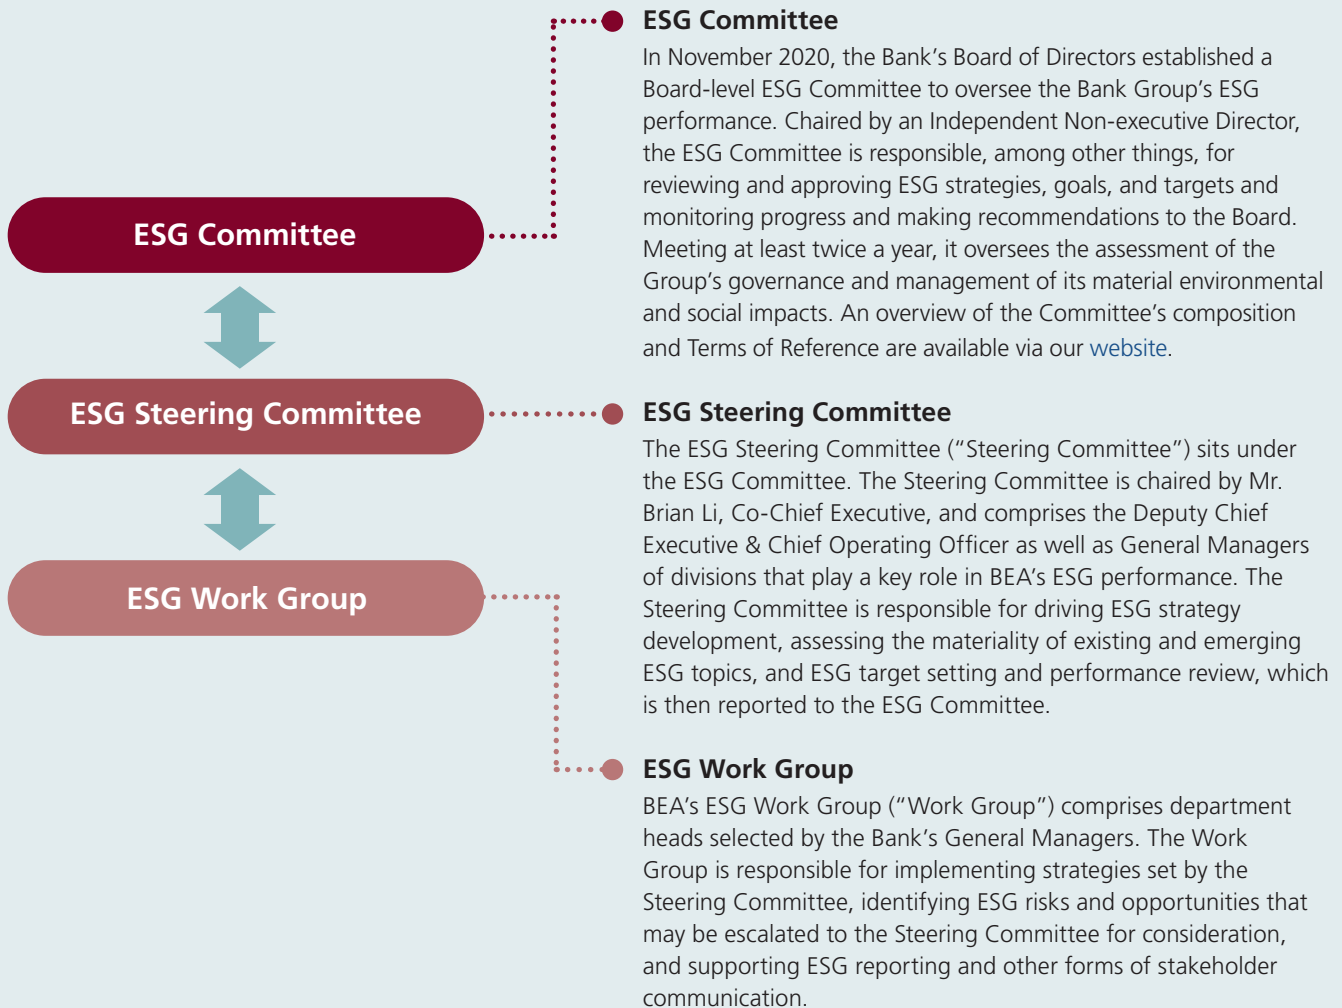 ESG Committee
ESG Steering Committee
ESG Work Group
ESG Committee
In November 2020, the Bank’s Board of Directors established a
Board-level ESG Committee to oversee the Bank Group’s ESG
performance. Chaired by an Independent Non-executive Director,
the ESG Committee is responsible, among other things, for
reviewing and approving ESG strategies, goals, and targets and
monitoring progress and making recommendations to the Board.
Meeting at least twice a year, it oversees the assessment of the
Group’s governance and management of its material environmental
and social impacts. An overview of the Committee’s composition
and Terms of Reference are available via our website.
ESG Steering Committee
The ESG Steering Committee (“Steering Committee”) sits under
the ESG Committee. The Steering Committee is chaired by Mr.
Brian Li, Co-Chief Executive, and comprises the Deputy Chief
Executive & Chief Operating Officer as well as General Managers
of divisions that play a key role in BEA’s ESG performance. The
Steering Committee is responsible for driving ESG strategy
development, assessing the materiality of existing and emerging
ESG topics, and ESG target setting and performance review, which
is then reported to the ESG Committee.
ESG Work Group
BEA’s ESG Work Group (“Work Group”) comprises department
heads selected by the Bank’s General Managers. The Work
Group is responsible for implementing strategies set by the
Steering Committee, identifying ESG risks and opportunities that
may be escalated to the Steering Committee for consideration,
and supporting ESG reporting and other forms of stakeholder
communication.